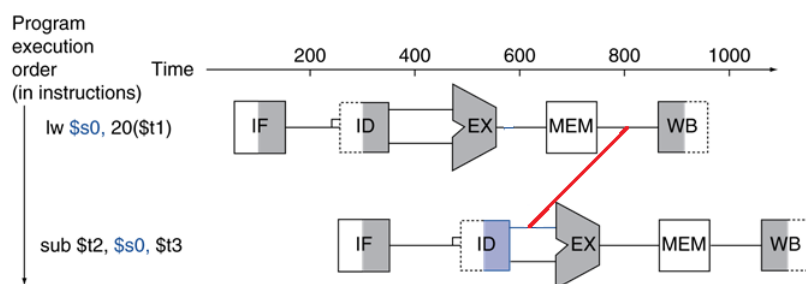 Program
execution
order
(in instructions)
Time
200 400 600 800 1000
lw $s0, 20($t1)
IF ID EX MEM WB
sub $t2, $s0, $t3
IF ID EX MEM WB